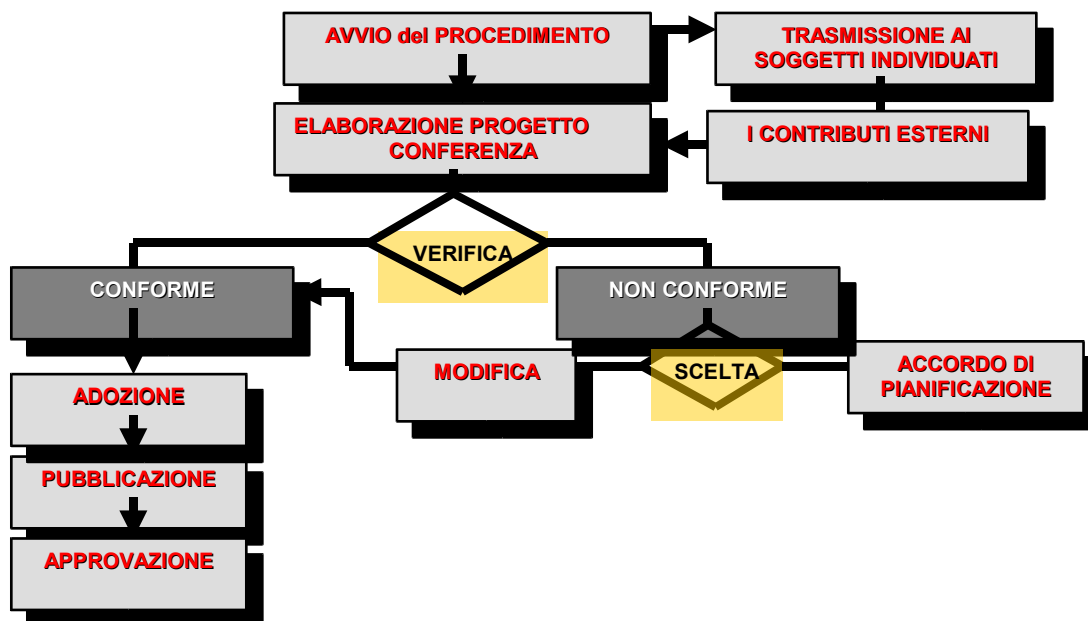 AVVIO del PROCEDIMENTO
TRASMISSIONE AI
SOGGETTI INDIVIDUATI
ELABORAZIONE PROGETTO
CONFERENZA
I CONTRIBUTI ESTERNI
VERIFICA
CONFORME
NON CONFORME
MODIFICA
SCELTA
ACCORDO DI
PIANIFICAZIONE
ADOZIONE
PUBBLICAZIONE
APPROVAZIONE